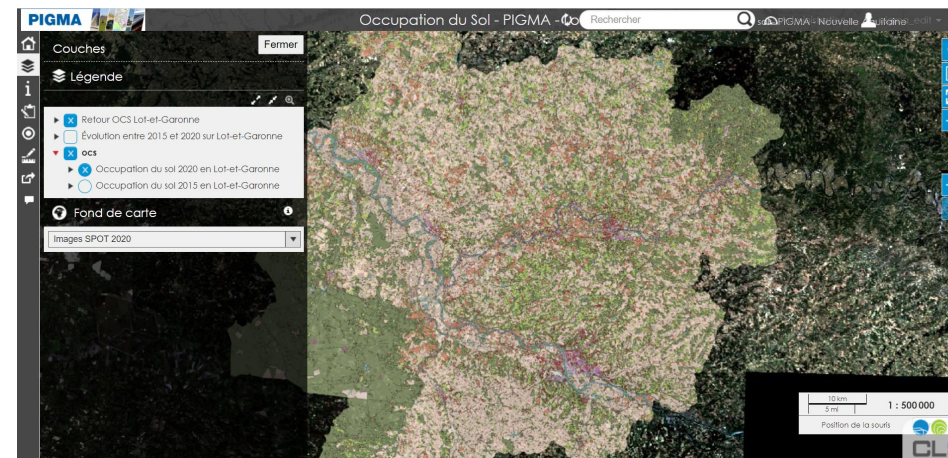 PIGMA
Occupation du Sol - PIGMA -
Rechercher
PIGMA - Nouvelle
Couches
Fermer
Légende
Retour OCS Lot-et-Garonne
Évolution entre 2015 et 2020 sur Lot-et-Garonne
ocs
Occupation du sol 2020 en Lot-et-Garonne
Occupation du sol 2015 en Lot-et-Garonne
Fond de carte
Images SPOT 2020
10 km
5 mi
1 : 500 000
Position de la souris
CL